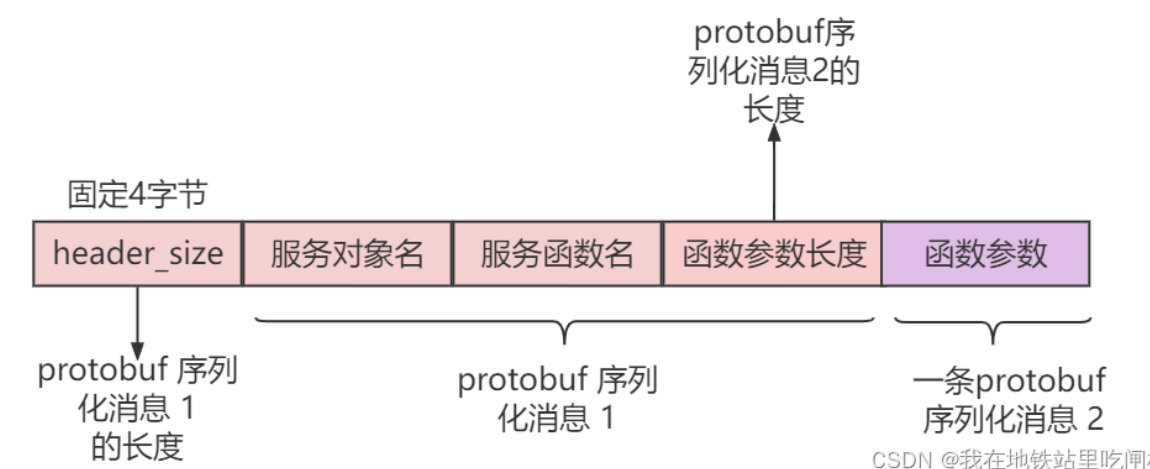 protobuf序
列化消息2的
长度
固定4字节
header_size
服务对象名
服务函数名
函数参数长度
函数参数
protobuf 序列
化消息 1
的长度
protobuf 序列
化消息 1
一条protobuf
序列化消息 2
CSDN @我在地铁站里吃闸